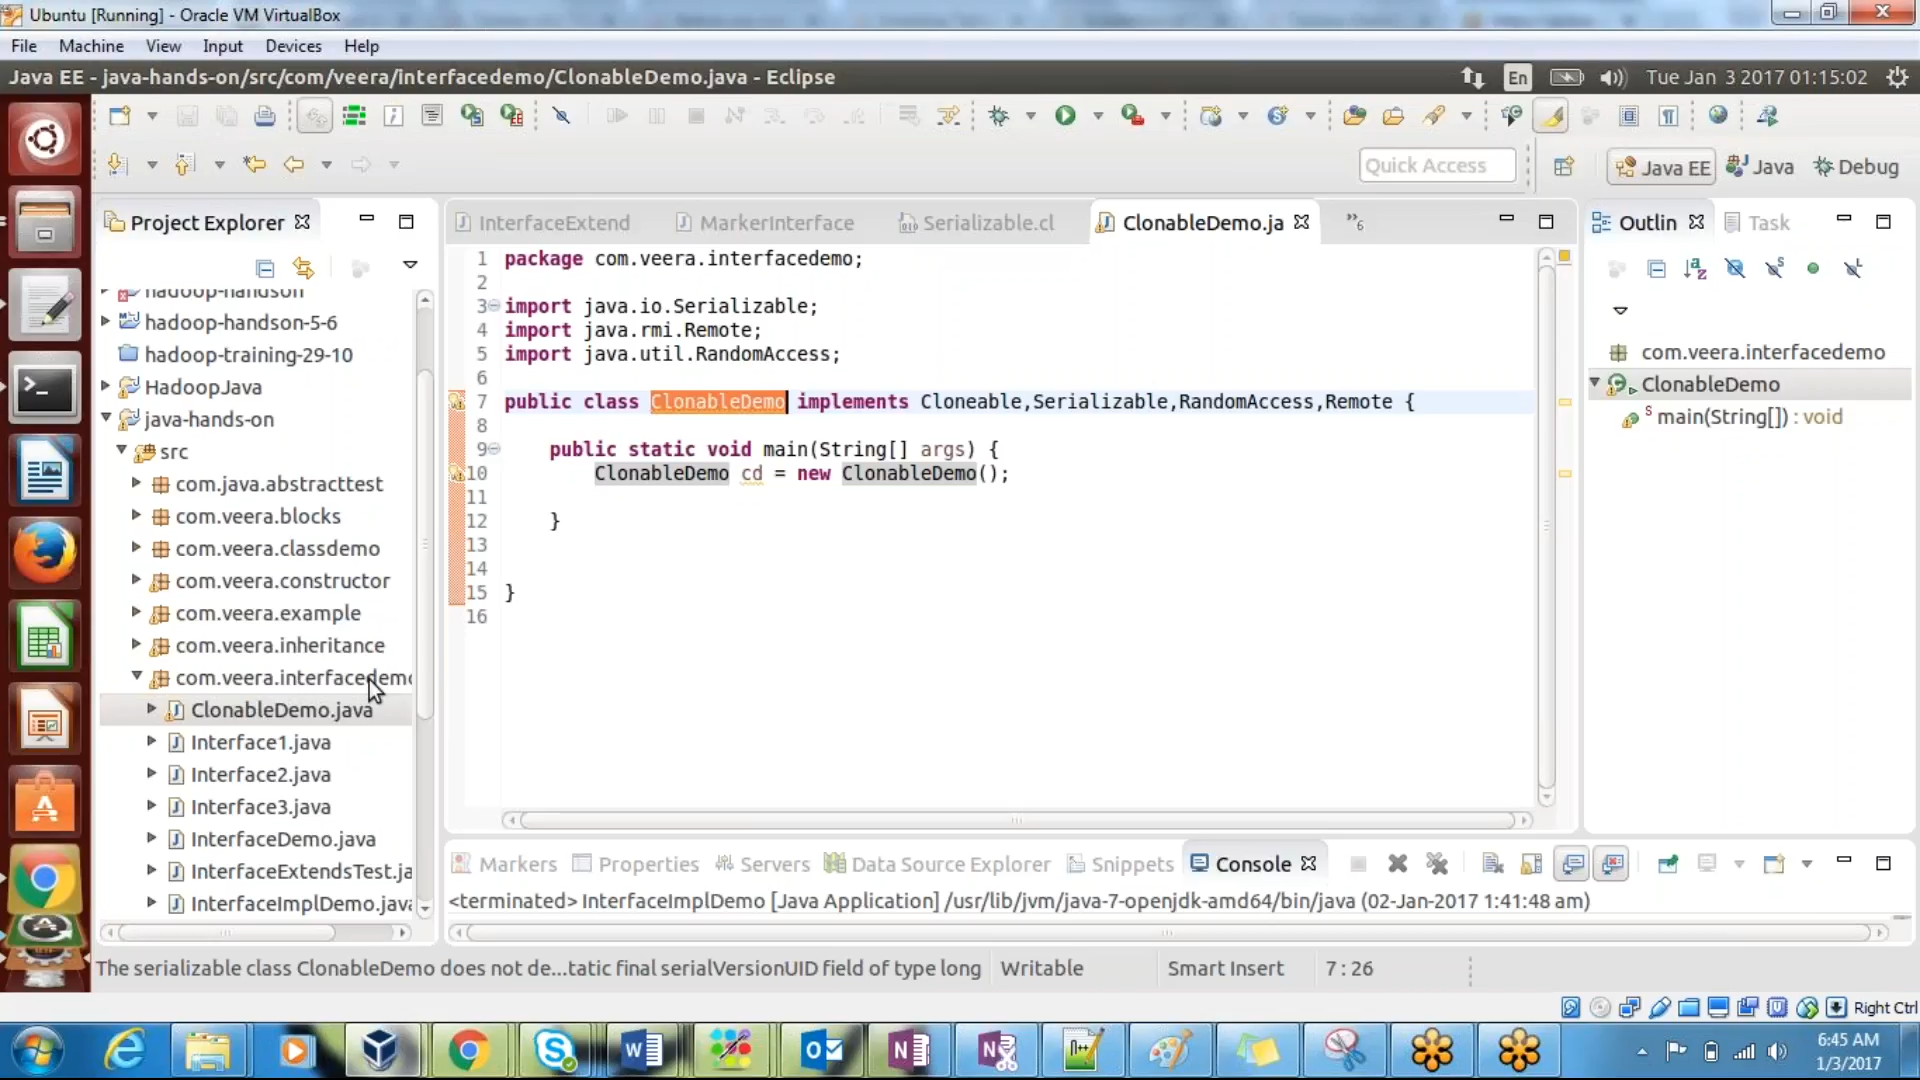 Ubuntu [Running] - Oracle VM VirtualBox
File Machine View Input Devices Help
Java EE - java-hands-on/src/com/veera/interfacedemo/ClonableDemo.java - Eclipse
En
Tue Jan 3 2017 01:15:02
Quick Access
Java EE
Java
Debug
Project Explorer
InterfaceExtend
MarkerInterface
Serializable.cl
ClonableDemo.ja
»6
Outlin
Task
hadoop-handson
hadoop-handson-5-6
hadoop-training-29-10
HadoopJava
java-hands-on
src
com.java.abstracttest
com.veera.blocks
com.veera.classdemo
com.veera.constructor
com.veera.example
com.veera.inheritance
com.veera.interfacedemo
ClonableDemo.java
Interface1.java
Interface2.java
Interface3.java
InterfaceDemo.java
InterfaceExtendsTest.ja
InterfaceImplDemo.java
1 package com.veera.interfacedemo;
2
3 import java.io.Serializable;
4 import java.rmi.Remote;
5 import java.util.RandomAccess;
6
7 public class ClonableDemo implements Cloneable,Serializable,RandomAccess,Remote {
8
9 public static void main(String[] args) {
10 ClonableDemo cd = new ClonableDemo();
11
12 }
13
14
15 }
16
com.veera.interfacedemo
ClonableDemo
main(String[]) : void
Markers
Properties
Servers
Data Source Explorer
Snippets
Console
<terminated> InterfaceImplDemo [Java Application] /usr/lib/jvm/java-7-openjdk-amd64/bin/java (02-Jan-2017 1:41:48 am)
The serializable class ClonableDemo does not de...tatic final serialVersionUID field of type long
Writable
Smart Insert
7 : 26
Right Ctrl
6:45 AM
1/3/2017